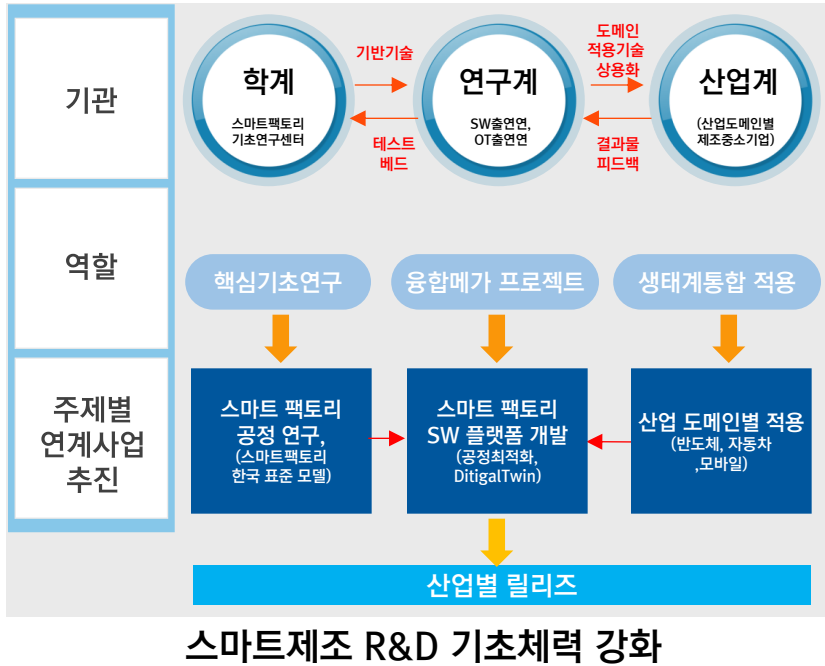 기관
학계
스마트팩토리
기초연구센터
기반기술
테스트
베드
연구계
SW출연연,
OT출연연
도메인
적용기술
상용화
결과물
피드백
산업계
(산업도메인별
제조중소기업)
역할
핵심기초연구
융합메가 프로젝트
생태계통합 적용
주제별
연계사업
추진
스마트 팩토리
공정 연구,
(스마트팩토리
한국 표준 모델)
스마트 팩토리
SW 플랫폼 개발
(공정최적화,
DitigalTwin)
산업 도메인별 적용
(반도체, 자동차
,모바일)
산업별 릴리즈
스마트제조 R&D 기초체력 강화